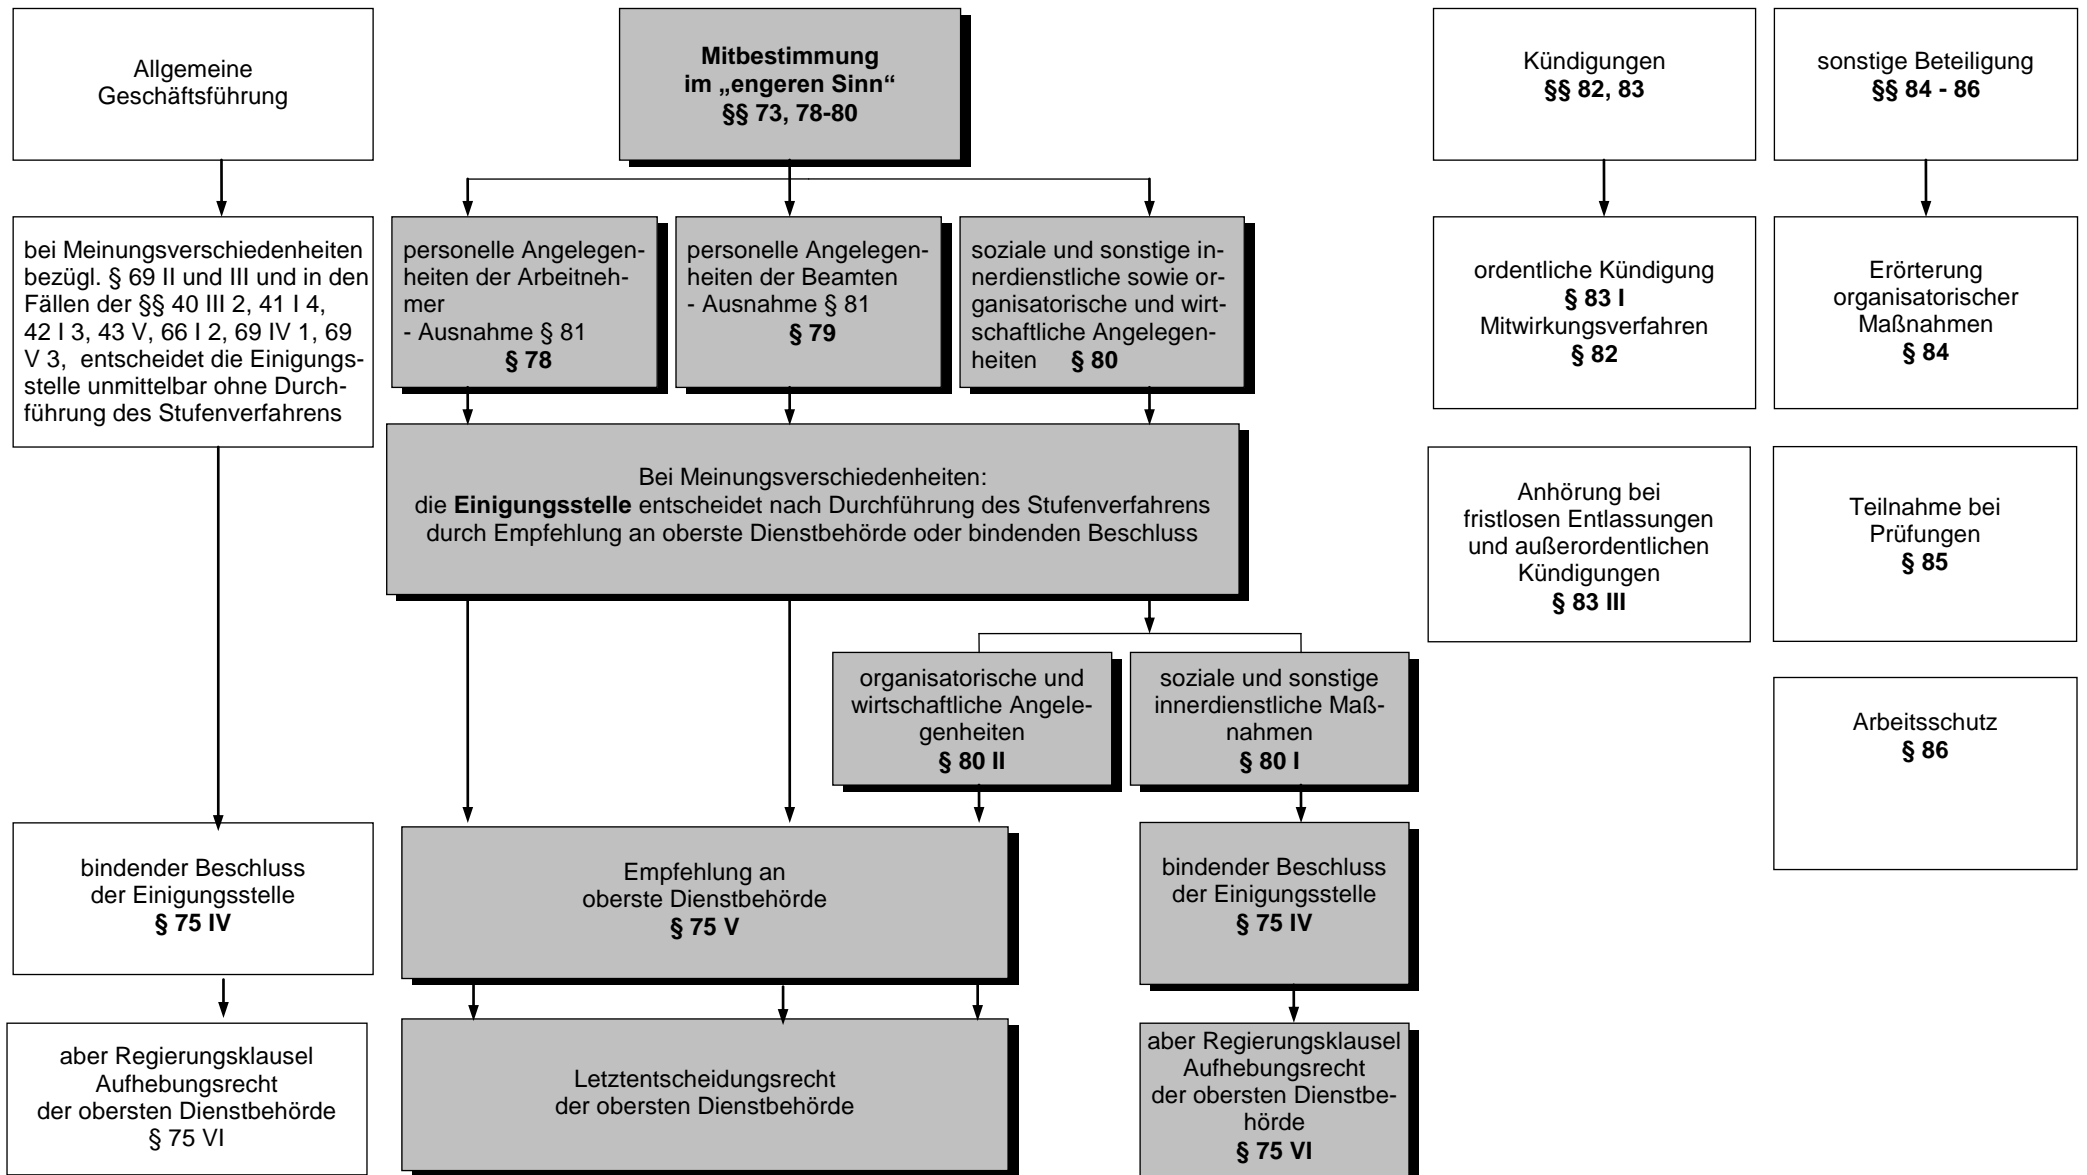 Allgemeine
Geschäftsführung
Mitbestimmung
im „engeren Sinn“
§§ 73, 78-80
Kündigungen
§§ 82, 83
sonstige Beteiligung
§§ 84 - 86
bei Meinungsverschiedenheiten
bezügl. § 69 II und III und in den
Fällen der §§ 40 III 2, 41 I 4,
42 I 3, 43 V, 66 I 2, 69 IV 1, 69
V 3, entscheidet die Einigungs-
stelle unmittelbar ohne Durch-
führung des Stufenverfahrens
personelle Angelegen-
heiten der Arbeitneh-
mer
- Ausnahme § 81
§ 78
personelle Angelegen-
heiten der Beamten
- Ausnahme § 81
§ 79
soziale und sonstige in-
nerdienstliche sowie or-
ganisatorische und wirt-
schaftliche Angelegen-
heiten § 80
ordentliche Kündigung
§ 83 I
Mitwirkungsverfahren
§ 82
Erörterung
organisatorischer
Maßnahmen
§ 84
Bei Meinungsverschiedenheiten:
die Einigungsstelle entscheidet nach Durchführung des Stufenverfahrens
durch Empfehlung an oberste Dienstbehörde oder bindenden Beschluss
Anhörung bei
fristlosen Entlassungen
und außerordentlichen
Kündigungen
§ 83 III
Teilnahme bei
Prüfungen
§ 85
organisatorische und
wirtschaftliche Angele-
genheiten
§ 80 II
soziale und sonstige
innerdienstliche Maß-
nahmen
§ 80 I
Arbeitsschutz
§ 86
bindender Beschluss
der Einigungsstelle
§ 75 IV
Empfehlung an
oberste Dienstbehörde
§ 75 V
bindender Beschluss
der Einigungsstelle
§ 75 IV
aber Regierungsklausel
Aufhebungsrecht
der obersten Dienstbehörde
§ 75 VI
Letztentscheidungsrecht
der obersten Dienstbehörde
aber Regierungsklausel
Aufhebungsrecht
der obersten Dienstbe-
hörde
§ 75 VI